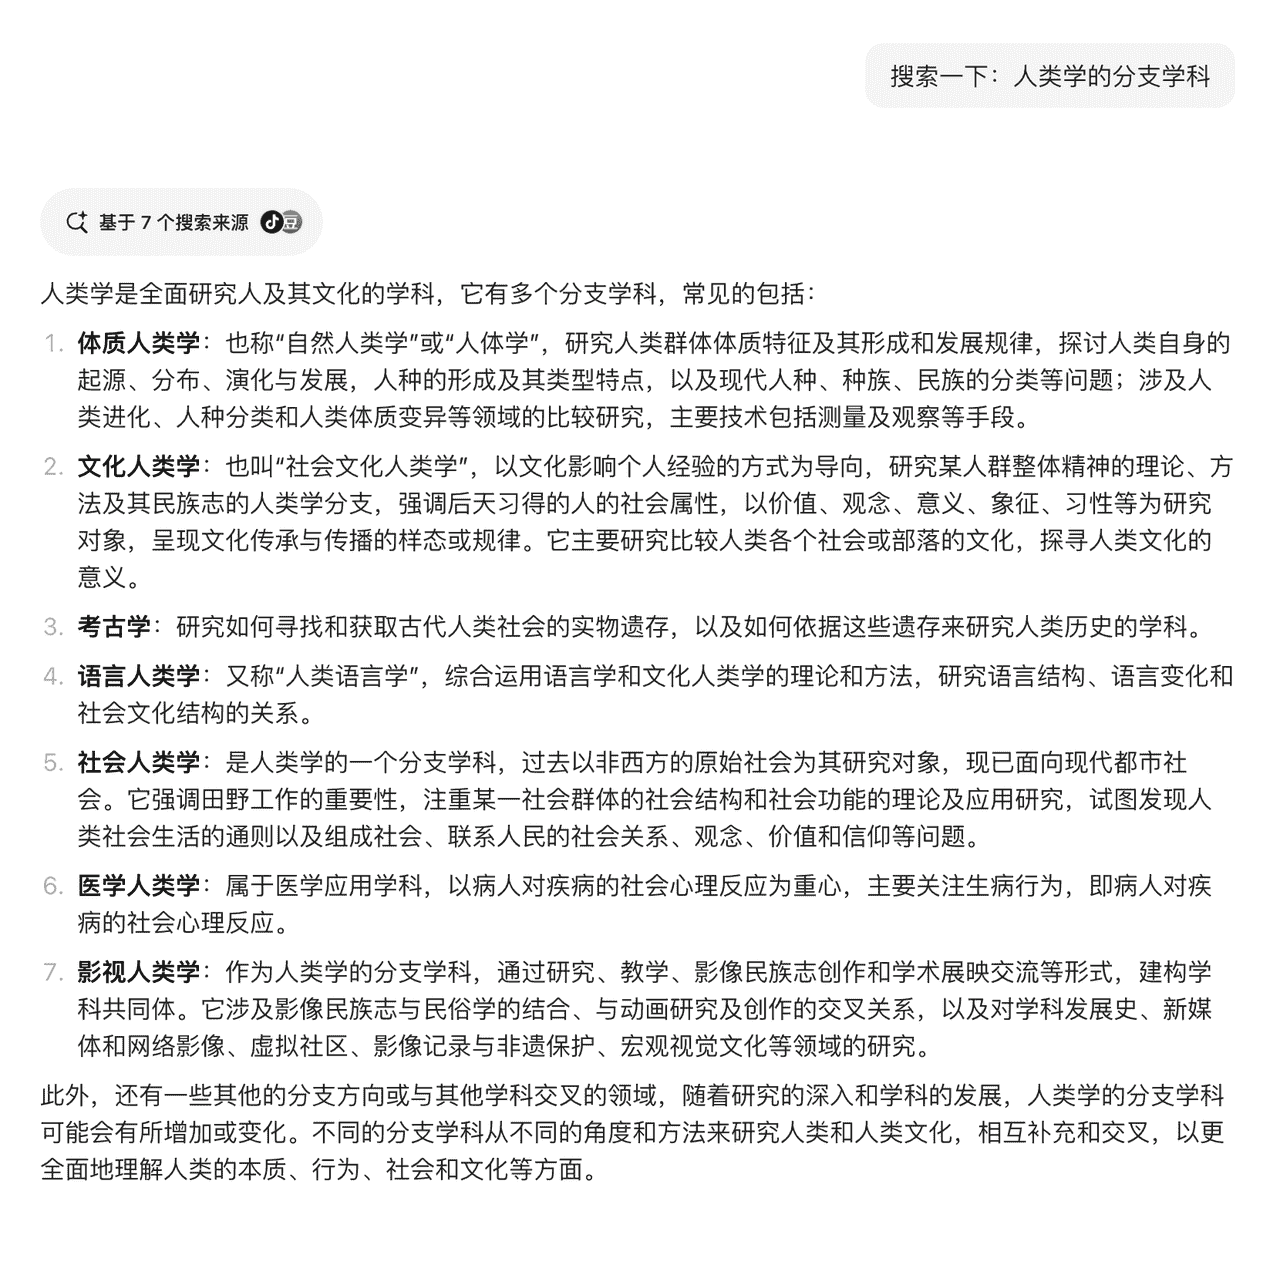 搜索一下：人类学的分支学科
基于 7 个搜索来源
人类学是全面研究人及其文化的学科，它有多个分支学科，常见的包括：
1. 体质人类学：也称“自然人类学”或“人体学”，研究人类群体体质特征及其形成和发展规律，探讨人类自身的
起源、分布、演化与发展，人种的形成及其类型特点，以及现代人种、种族、民族的分类等问题；涉及人
类进化、人种分类和人类体质变异等领域的比较研究，主要技术包括测量及观察等手段。
2. 文化人类学：也叫“社会文化人类学”，以文化影响个人经验的方式为导向，研究某人群整体精神的理论、方
法及其民族志的人类学分支，强调后天习得的人的社会属性，以价值、观念、意义、象征、习性等为研究
对象，呈现文化传承与传播的样态或规律。它主要研究比较人类各个社会或部落的文化，探寻人类文化的
意义。
3. 考古学：研究如何寻找和获取古代人类社会的实物遗存，以及如何依据这些遗存来研究人类历史的学科。
4. 语言人类学：又称“人类语言学”，综合运用语言学和文化人类学的理论和方法，研究语言结构、语言变化和
社会文化结构的关系。
5. 社会人类学：是人类学的一个分支学科，过去以非西方的原始社会为其研究对象，现已面向现代都市社
会。它强调田野工作的重要性，注重某一社会群体的社会结构和社会功能的理论及应用研究，试图发现人
类社会生活的通则以及组成社会、联系人民的社会关系、观念、价值和信仰等问题。
6. 医学人类学：属于医学应用学科，以病人对疾病的社会心理反应为重心，主要关注生病行为，即病人对疾
病的社会心理反应。
7. 影视人类学：作为人类学的分支学科，通过研究、教学、影像民族志创作和学术展映交流等形式，建构学
科共同体。它涉及影像民族志与民俗学的结合、与动画研究及创作的交叉关系，以及对学科发展史、新媒
体和网络影像、虚拟社区、影像记录与非遗保护、宏观视觉文化等领域的研究。
此外，还有一些其他的分支方向或与其他学科交叉的领域，随着研究的深入和学科的发展，人类学的分支学科
可能会有所增加或变化。不同的分支学科从不同的角度和方法来研究人类和人类文化，相互补充和交叉，以更
全面地理解人类的本质、行为、社会和文化等方面。